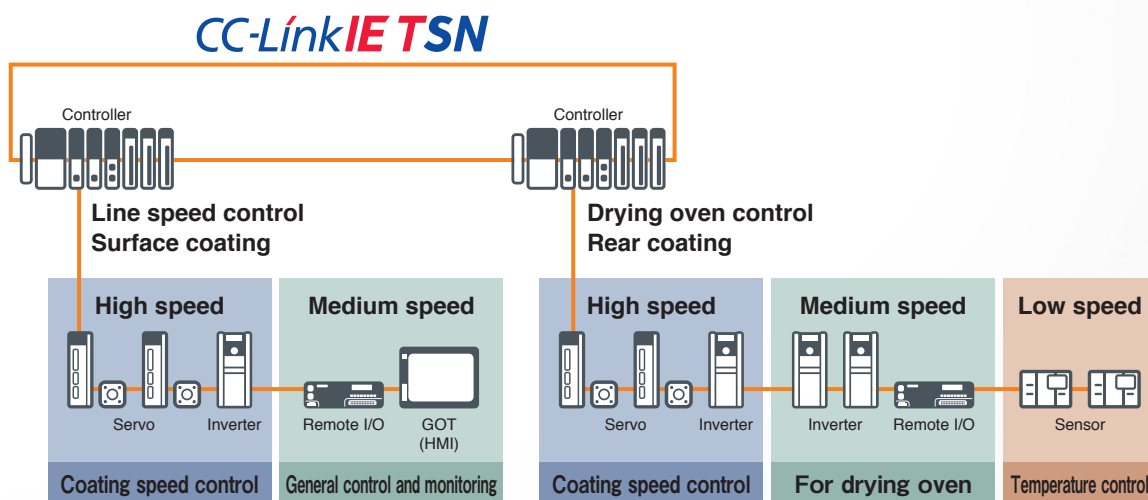 CC-Link IE TSN
Controller
Controller
Line speed control
Surface coating
Drying oven control
Rear coating
High speed
Medium speed
High speed
Medium speed
Low speed
Servo
Inverter
Remote I/O
GOT
(HMI)
Servo
Inverter
Inverter
Remote I/O
Sensor
Coating speed control
General control and monitoring
Coating speed control
For drying oven
Temperature control